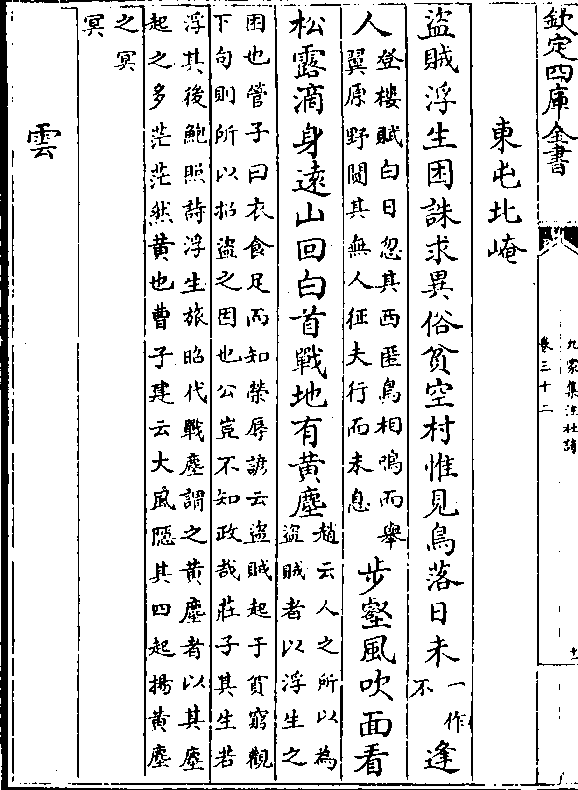 欽定四庫全書
九家集注杜詩
卷三十二
東屯北崦
盜賊浮生困誅求異俗貧空村惟見鳥落日未一作不逢
人登樓賦白日忽其西匿鳥相鳴而舉翼原野闃其無人征夫行而未息步壑風吹面看
松露滴身遠山回白首戰地有黃塵趙云人之所以為盜賊者以浮生之
困也管子曰衣食足而知榮辱諺云盜賊起于貧窮觀
下句則所以招盜之因也公豈不知政哉莊子其生若
浮其後鮑照詩浮生旅昭代戰塵謂之黃塵者以其塵
起之多茫茫然黃也曹子建云大風隱其四起揚黃塵
之冥
冥
雲